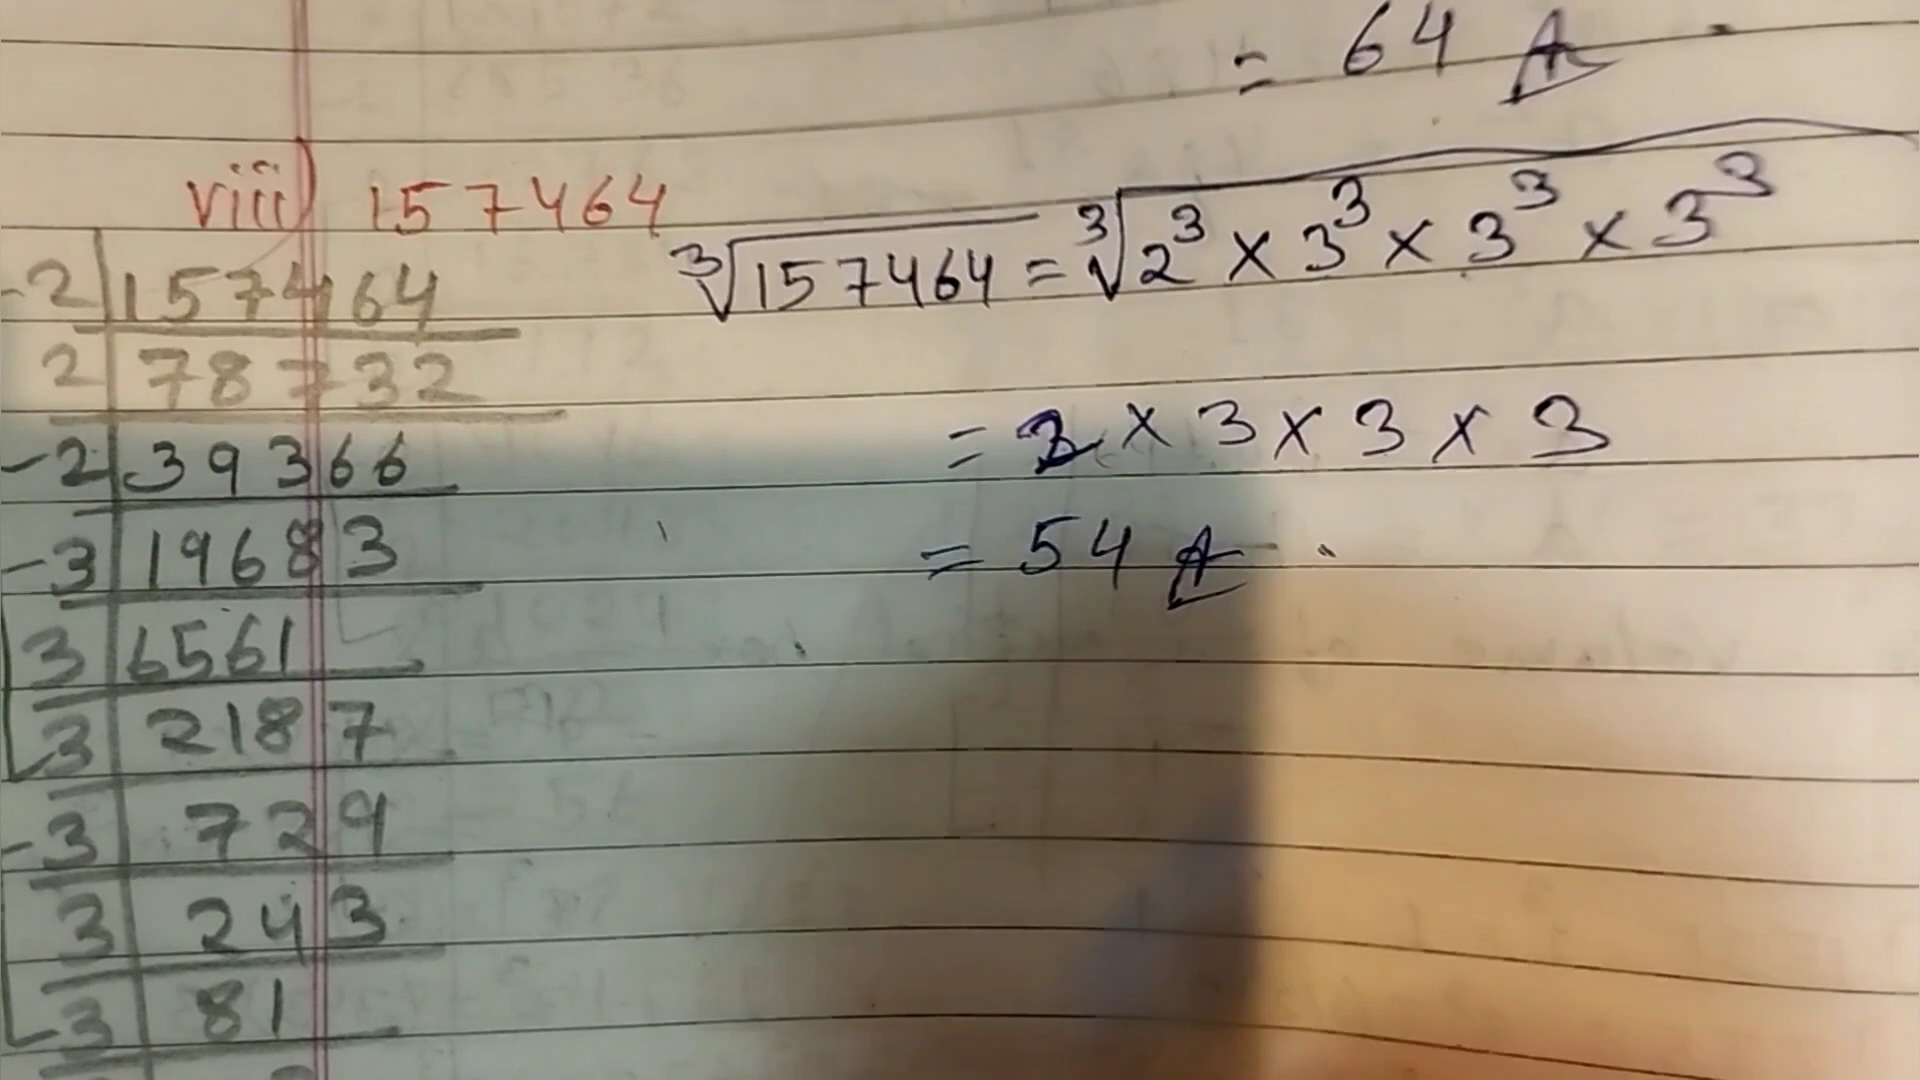 = 64 A
viii) 157464
∛157464 = ∛2³ × 3³ × 3³ × 3³
= 2 × 3 × 3 × 3
= 54 A
2 | 157464
2 | 78732
2 | 39366
3 | 19683
3 | 6561
3 | 2187
3 | 729
3 | 243
3 | 81